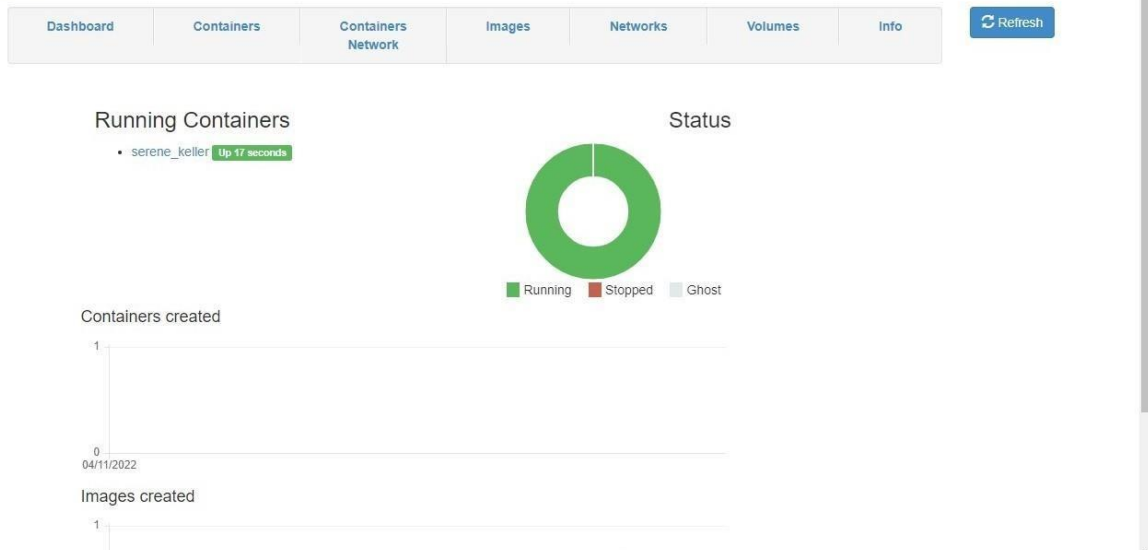 Dashboard
Containers
Containers
Network
Images
Networks
Volumes
Info
Refresh
Running Containers
serene_keller Up 17 seconds
Status
Running
Stopped
Ghost
Containers created
1
0
04/11/2022
Images created
1